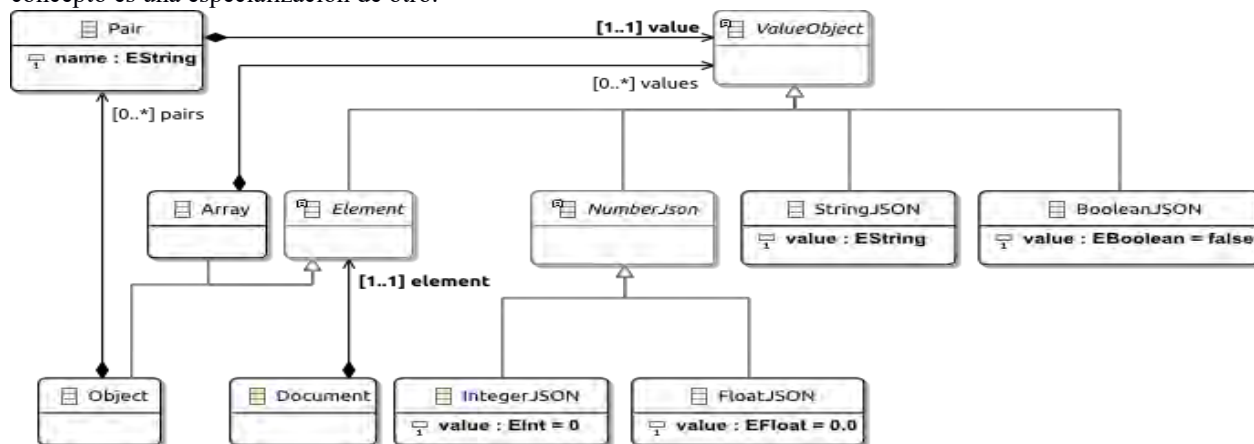 concepto es una especialización de otro.
Pair
name : EString
[1..1] value
ValueObject
[0..*] values
[0..*] pairs
Array
Element
NumberJson
StringJSON
value : EString
BooleanJSON
value : EBoolean = false
[1..1] element
Object
Document
IntegerJSON
value : EInt = 0
FloatJSON
value : EFloat = 0.0